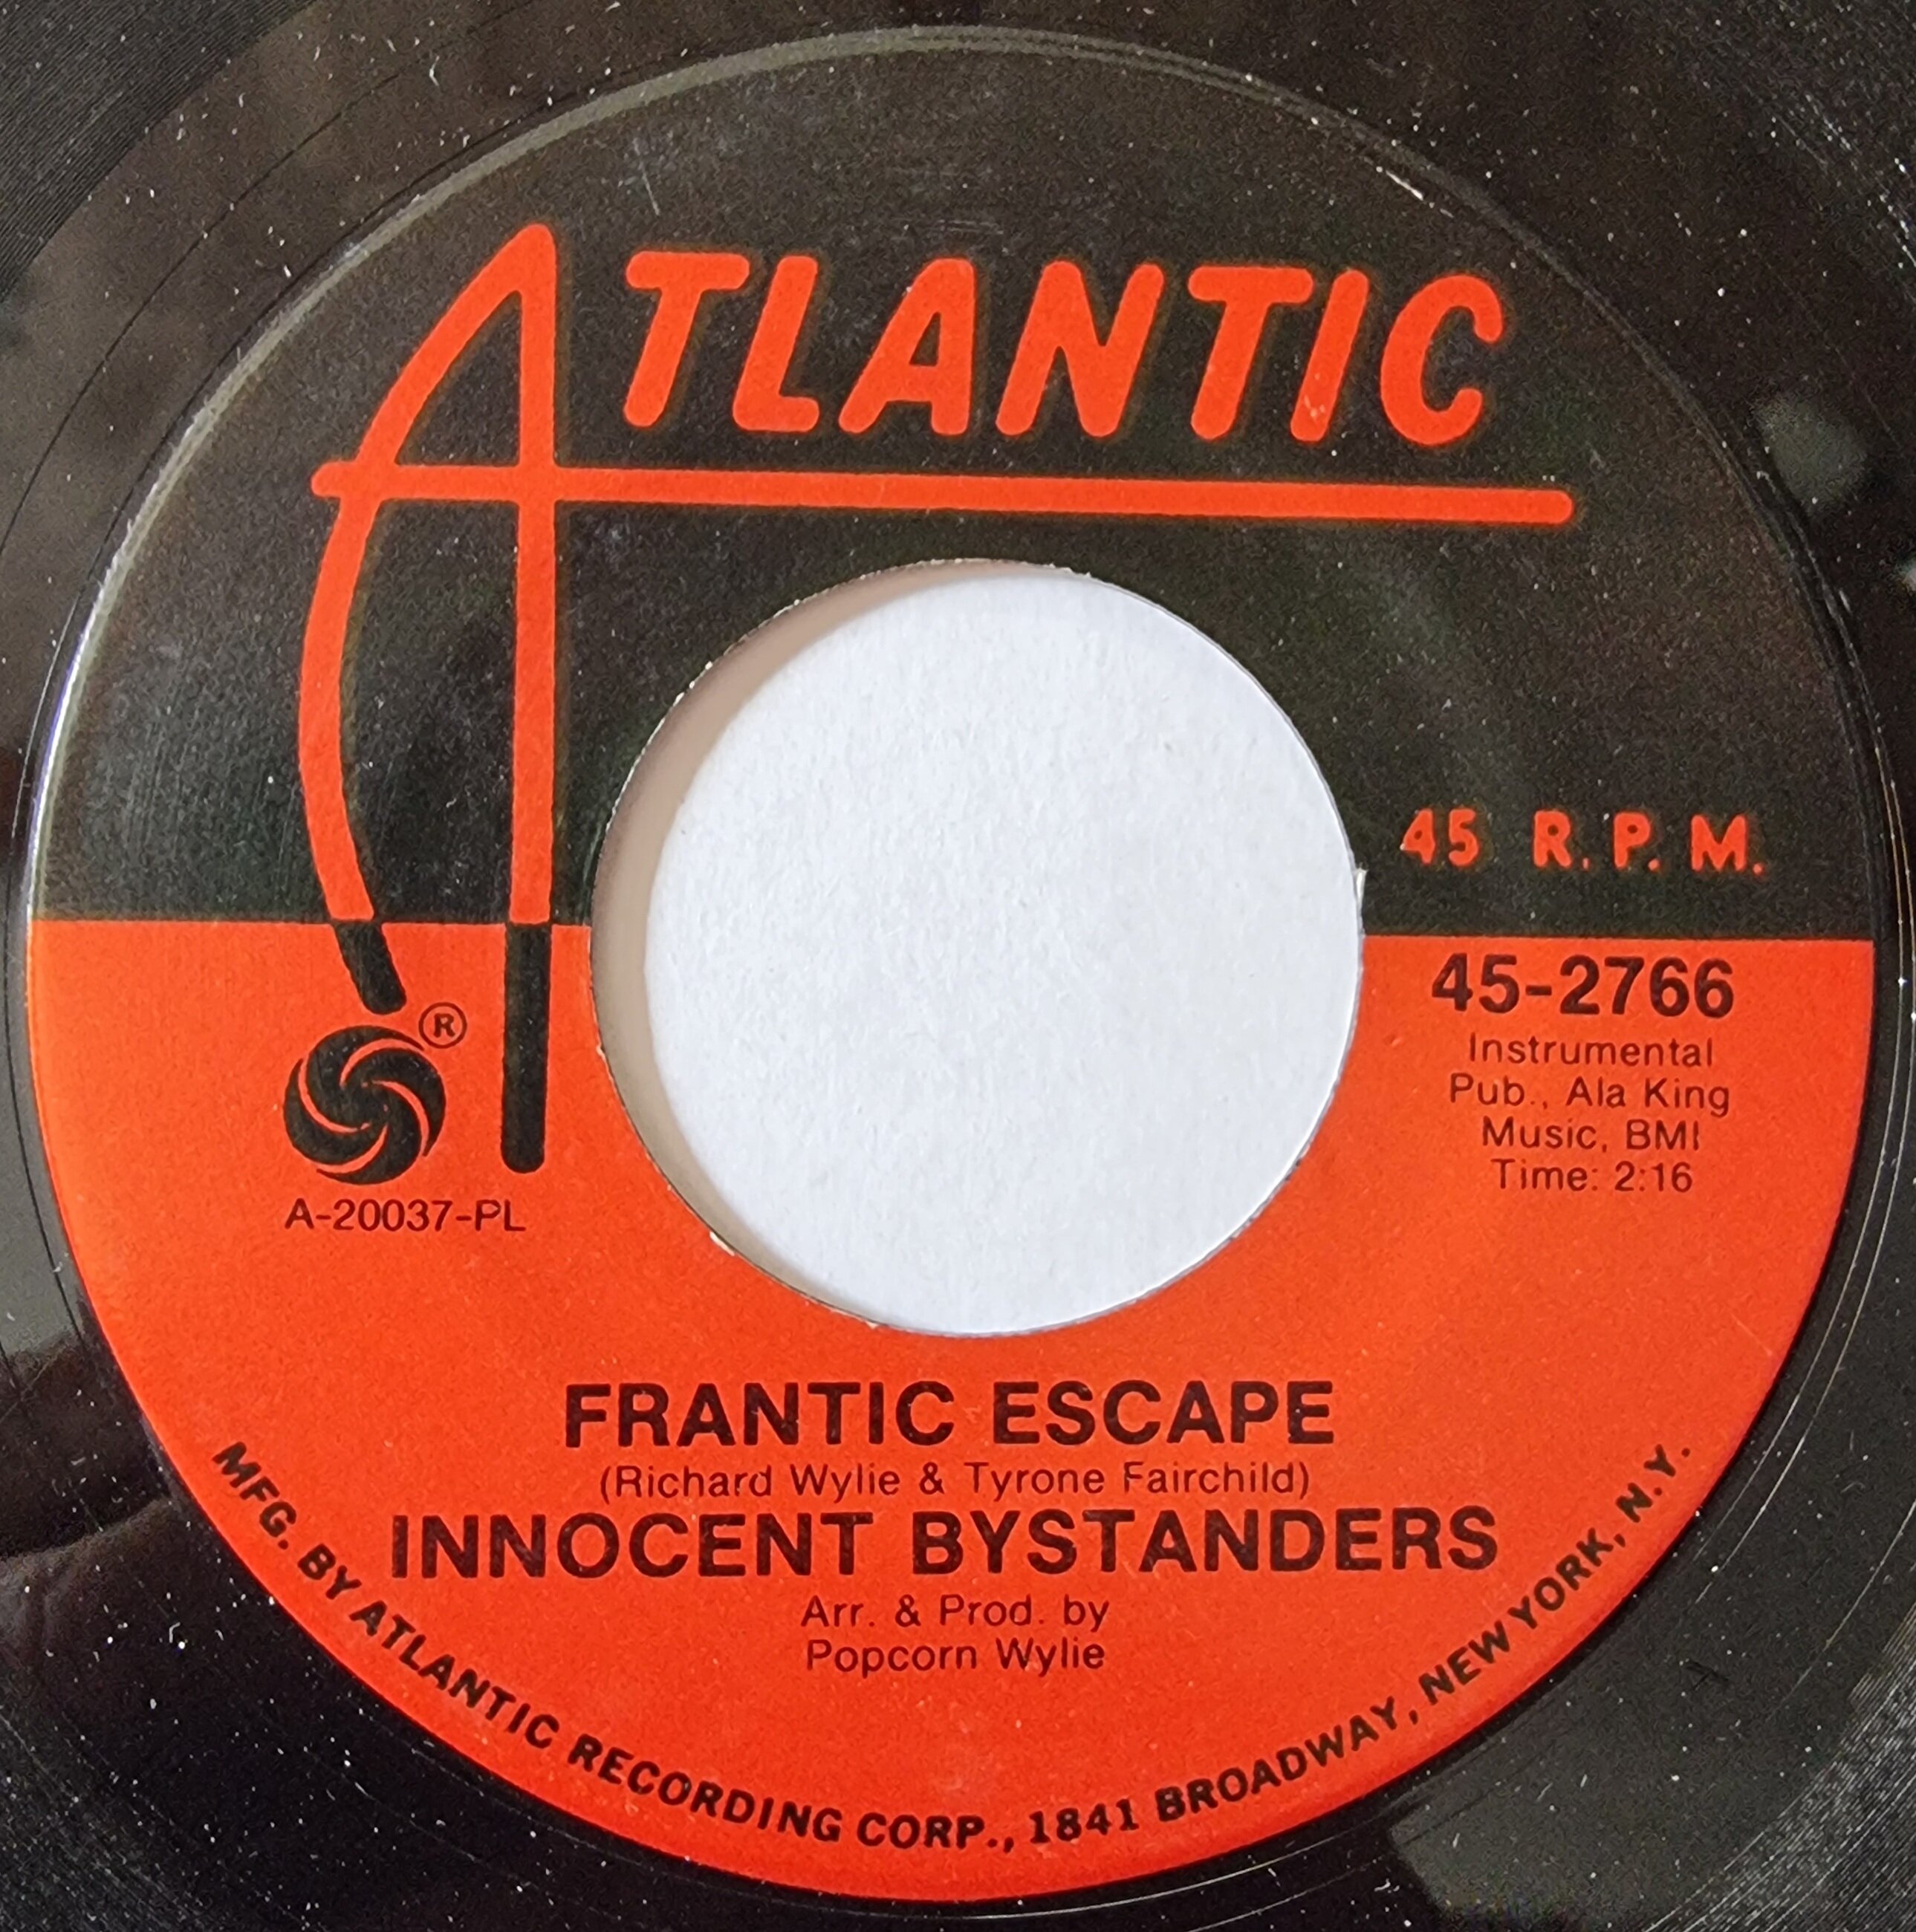 ATLANTIC
45 R.P.M.
45-2766
Instrumental
Pub., Ala King
Music, BMI
Time: 2:16
®
A-20037-PL
FRANTIC ESCAPE
(Richard Wylie & Tyrone Fairchild)
INNOCENT BYSTANDERS
Arr. & Prod. by
Popcorn Wylie
MFG. BY ATLANTIC RECORDING CORP., 1841 BROADWAY, NEW YORK, N.Y.